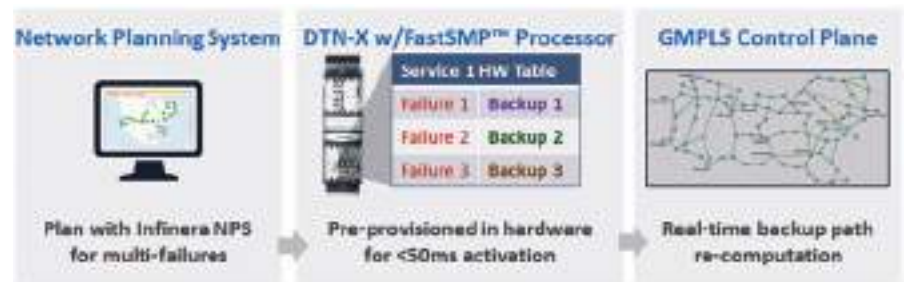 Network Planning System
Plan with Infinera NPS
for multi-failures
DTN-X w/FastSMP™ Processor
Service 1 HW Table
Failure 1 Backup 1
Failure 2 Backup 2
Failure 3 Backup 3
Pre-provisioned in hardware
for <50ms activation
GMPLS Control Plane
Real-time backup path
re-computation